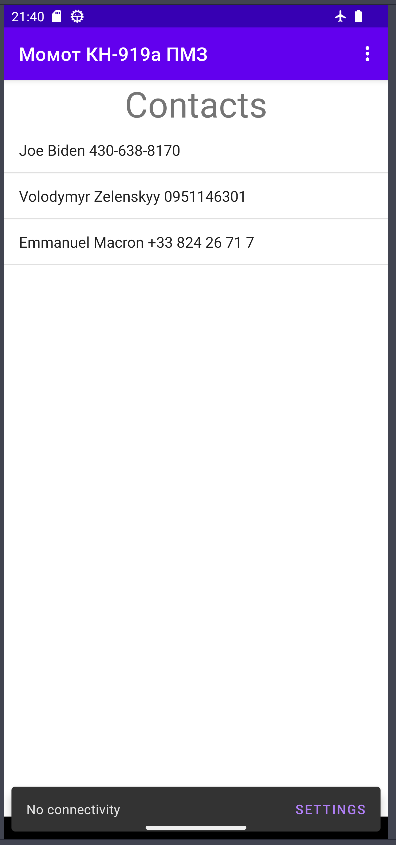 21:40
Момот КН-919а ПМЗ
Contacts
Joe Biden 430-638-8170
Volodymyr Zelenskyy 0951146301
Emmanuel Macron +33 824 26 71 7
No connectivity SETTINGS